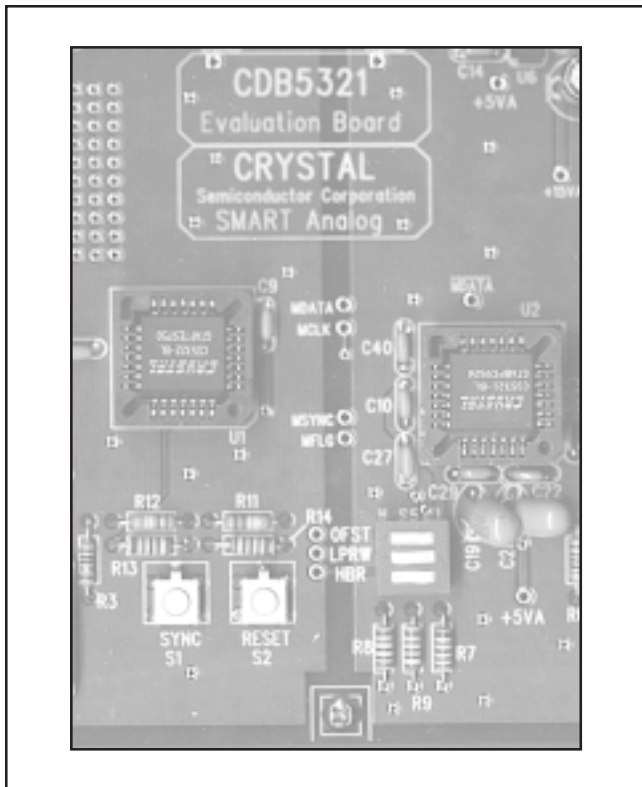 CDB5321
Evaluation Board
CRYSTAL
Semiconductor Corporation
SMART Analog
C14
U6
+5VA
+15VA
C9
MDATA
MCLK
MDATA
U2
C40
C10
C27
MSYNC
MFLG
U1
R12
R11
R14
R13
R3
OFST
LPRW
HBR
SYNC
S1
RESET
S2
C19
+5VA
R8
R7
R9